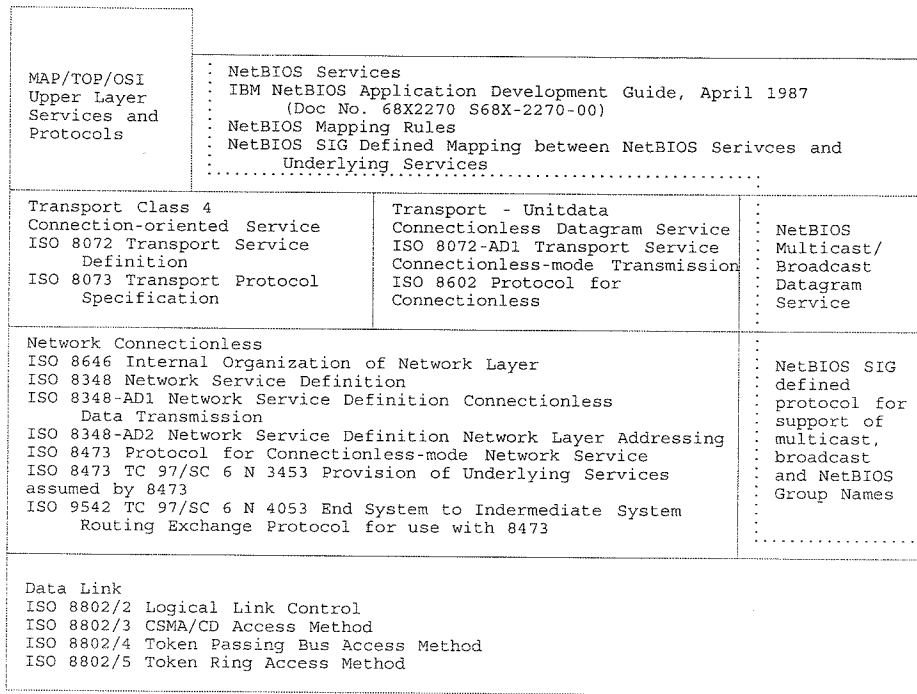 MAP/TOP/OSI
Upper Layer
Services and
Protocols
NetBIOS Services
IBM NetBIOS Application Development Guide, April 1987
(Doc No. 68X2270 S68X-2270-00)
NetBIOS Mapping Rules
NetBIOS SIG Defined Mapping between NetBIOS Serivces and
Underlying Services
Transport Class 4
Connection-oriented Service
ISO 8072 Transport Service
Definition
ISO 8073 Transport Protocol
Specification
Transport - Unitdata
Connectionless Datagram Service
ISO 8072-AD1 Transport Service
Connectionless-mode Transmission
ISO 8602 Protocol for
Connectionless
NetBIOS
Multicast/
Broadcast
Datagram
Service
Network Connectionless
ISO 8646 Internal Organization of Network Layer
ISO 8348 Network Service Definition
ISO 8348-AD1 Network Service Definition Connectionless
Data Transmission
ISO 8348-AD2 Network Service Definition Network Layer Addressing
ISO 8473 Protocol for Connectionless-mode Network Service
ISO 8473 TC 97/SC 6 N 3453 Provision of Underlying Services
assumed by 8473
ISO 9542 TC 97/SC 6 N 4053 End System to Indermediate System
Routing Exchange Protocol for use with 8473
NetBIOS SIG
defined
protocol for
support of
multicast,
broadcast
and NetBIOS
Group Names
Data Link
ISO 8802/2 Logical Link Control
ISO 8802/3 CSMA/CD Access Method
ISO 8802/4 Token Passing Bus Access Method
ISO 8802/5 Token Ring Access Method